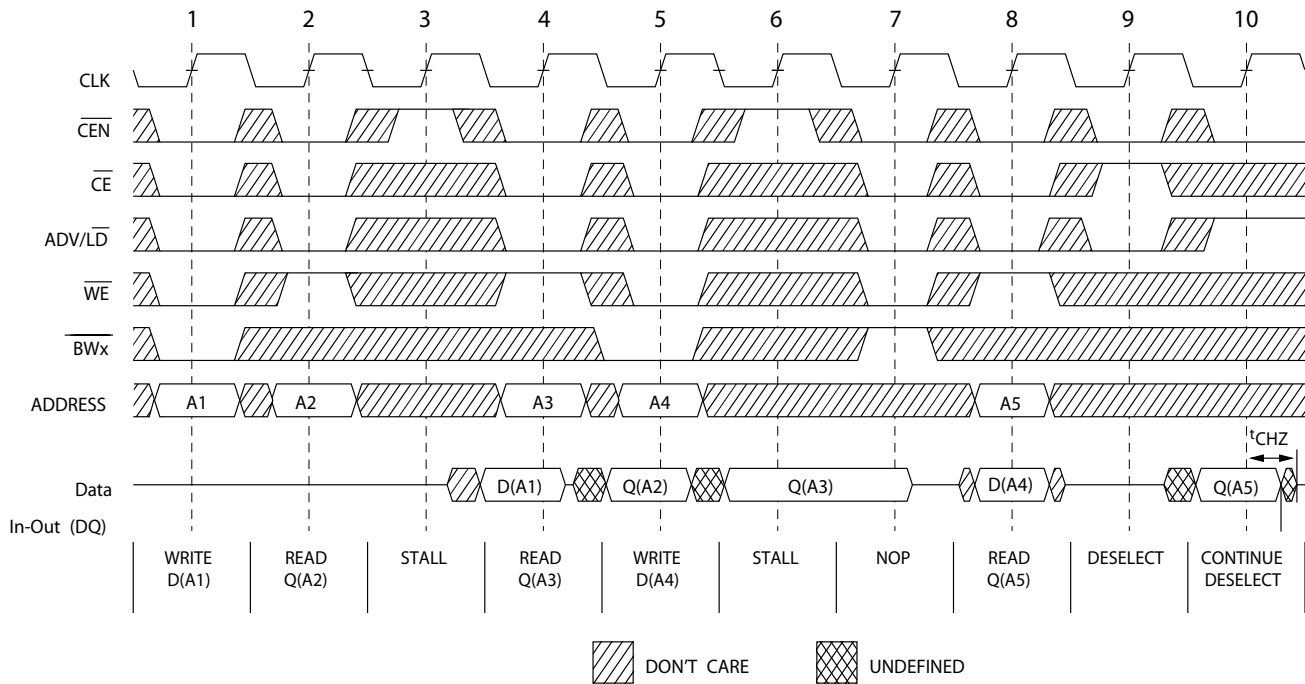 1 2 3 4 5 6 7 8 9 10
CLK
CEN
CE
ADV/LD
WE
BWx
ADDRESS A1 A2 A3 A4 A5
tCHZ
Data D(A1) Q(A2) Q(A3) D(A4) Q(A5)
In-Out (DQ)
WRITE READ STALL READ WRITE STALL NOP READ DESELECT CONTINUE
D(A1) Q(A2) Q(A3) D(A4) Q(A5) DESELECT
DON'T CARE UNDEFINED